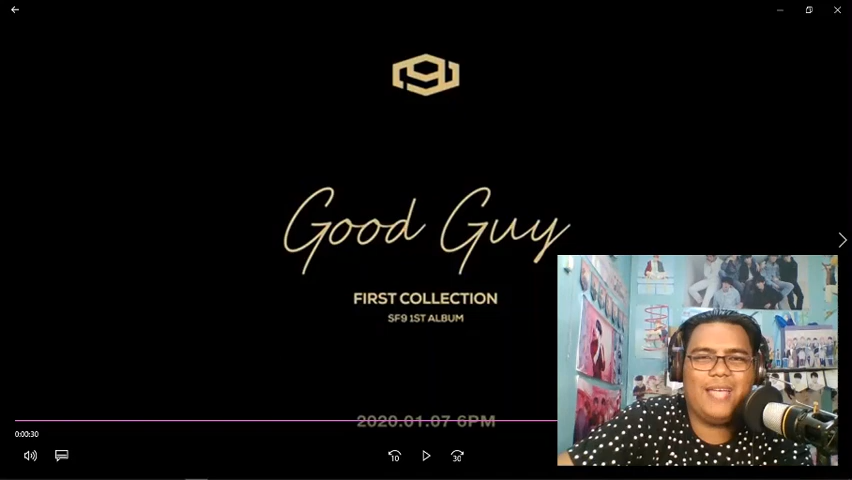 Good Guy
FIRST COLLECTION
SF9 1ST ALBUM
2020.01.07 6PM
0:00:30
10
30